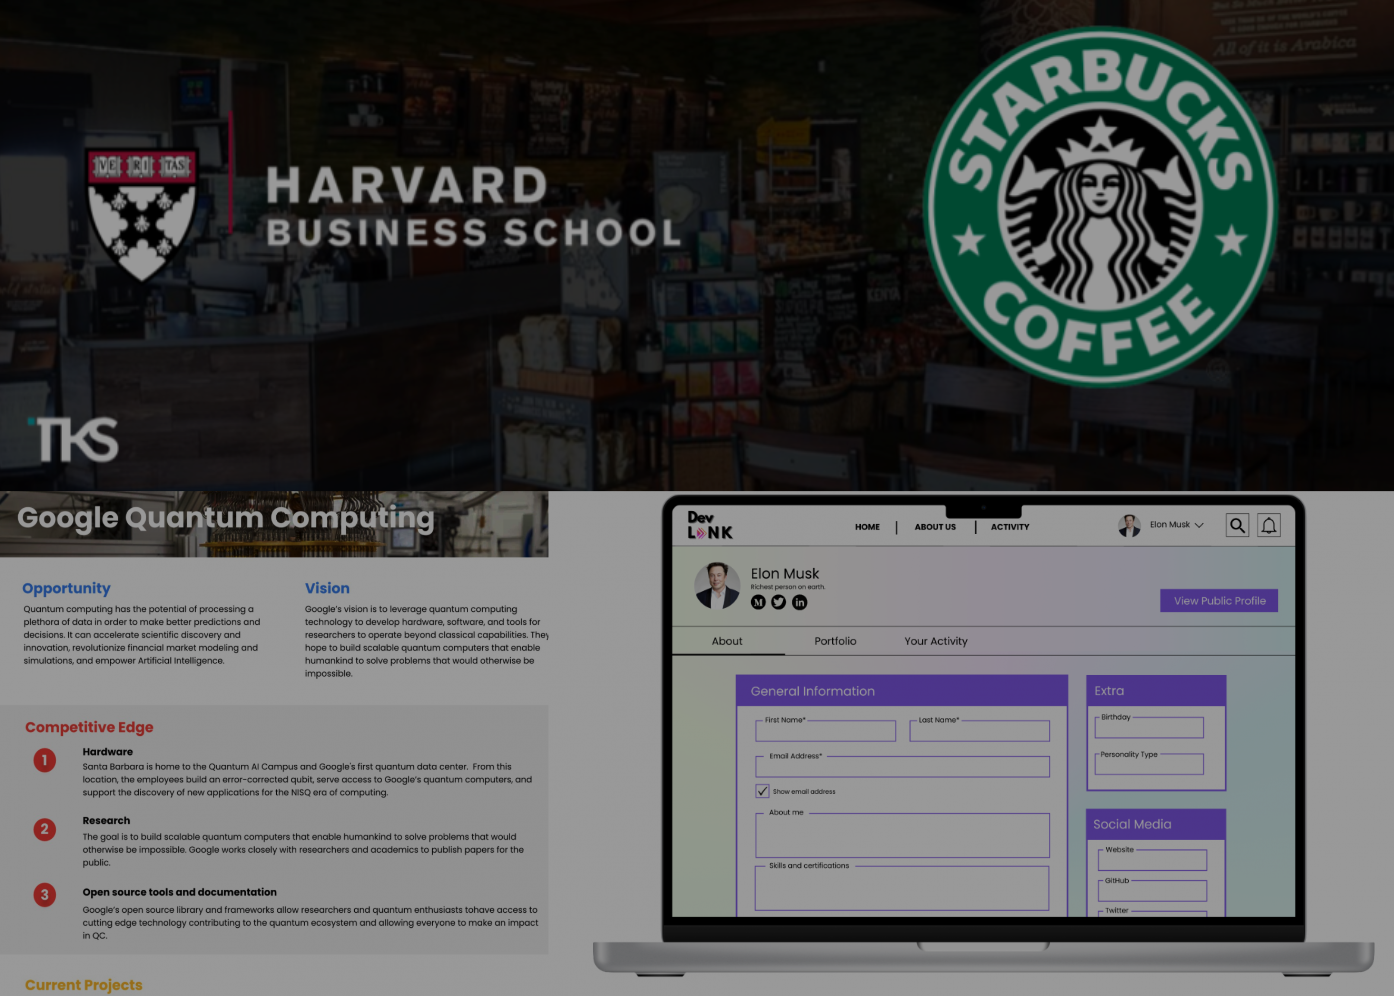 All of it is Arabica
VE RI TAS
HARVARD
BUSINESS SCHOOL
STARBUCKS
COFFEE
KENYA
TKS
Google Quantum Computing
Opportunity
Quantum computing has the potential of processing a
plethora of data in order to make better predictions and
decisions. It can accelerate scientific discovery and
innovation, revolutionize financial market modeling and
simulations, and empower Artificial Intelligence.
Vision
Google's vision is to leverage quantum computing
technology to develop hardware, software, and tools for
researchers to operate beyond classical capabilities. They
hope to build scalable quantum computers that enable
humankind to solve problems that would otherwise be
impossible.
Competitive Edge
1
Hardware
Santa Barbara is home to the Quantum AI Campus and Google's first quantum data center. From this
location, the employees build an error-corrected qubit, serve access to Google's quantum computers, and
support the discovery of new applications for the NISQ era of computing.
2
Research
The goal is to build scalable quantum computers that enable humankind to solve problems that would
otherwise be impossible. Google works closely with researchers and academics to publish papers for the
public.
3
Open source tools and documentation
Google's open source library and frameworks allow researchers and quantum enthusiasts tohave access to
cutting edge technology contributing to the quantum ecosystem and allowing everyone to make an impact
in QC.
Current Projects
Dev
LINK
HOME | ABOUT US | ACTIVITY
Elon Musk
Elon Musk
Richest person on earth.
View Public Profile
About Portfolio Your Activity
General Information
First Name* Last Name*
Email Address*
Show email address
About me
Skills and certifications
Extra
Birthday
Personality Type
Social Media
Website
GitHub
Twitter